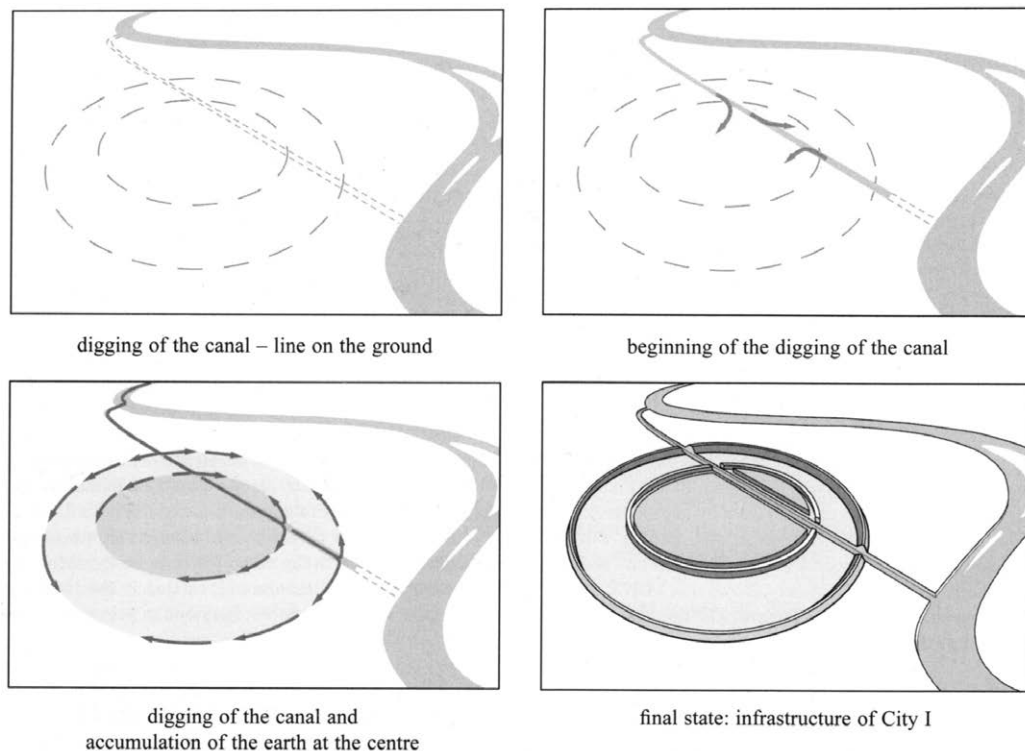 digging of the canal – line on the ground
beginning of the digging of the canal
digging of the canal and
accumulation of the earth at the centre
final state: infrastructure of City I